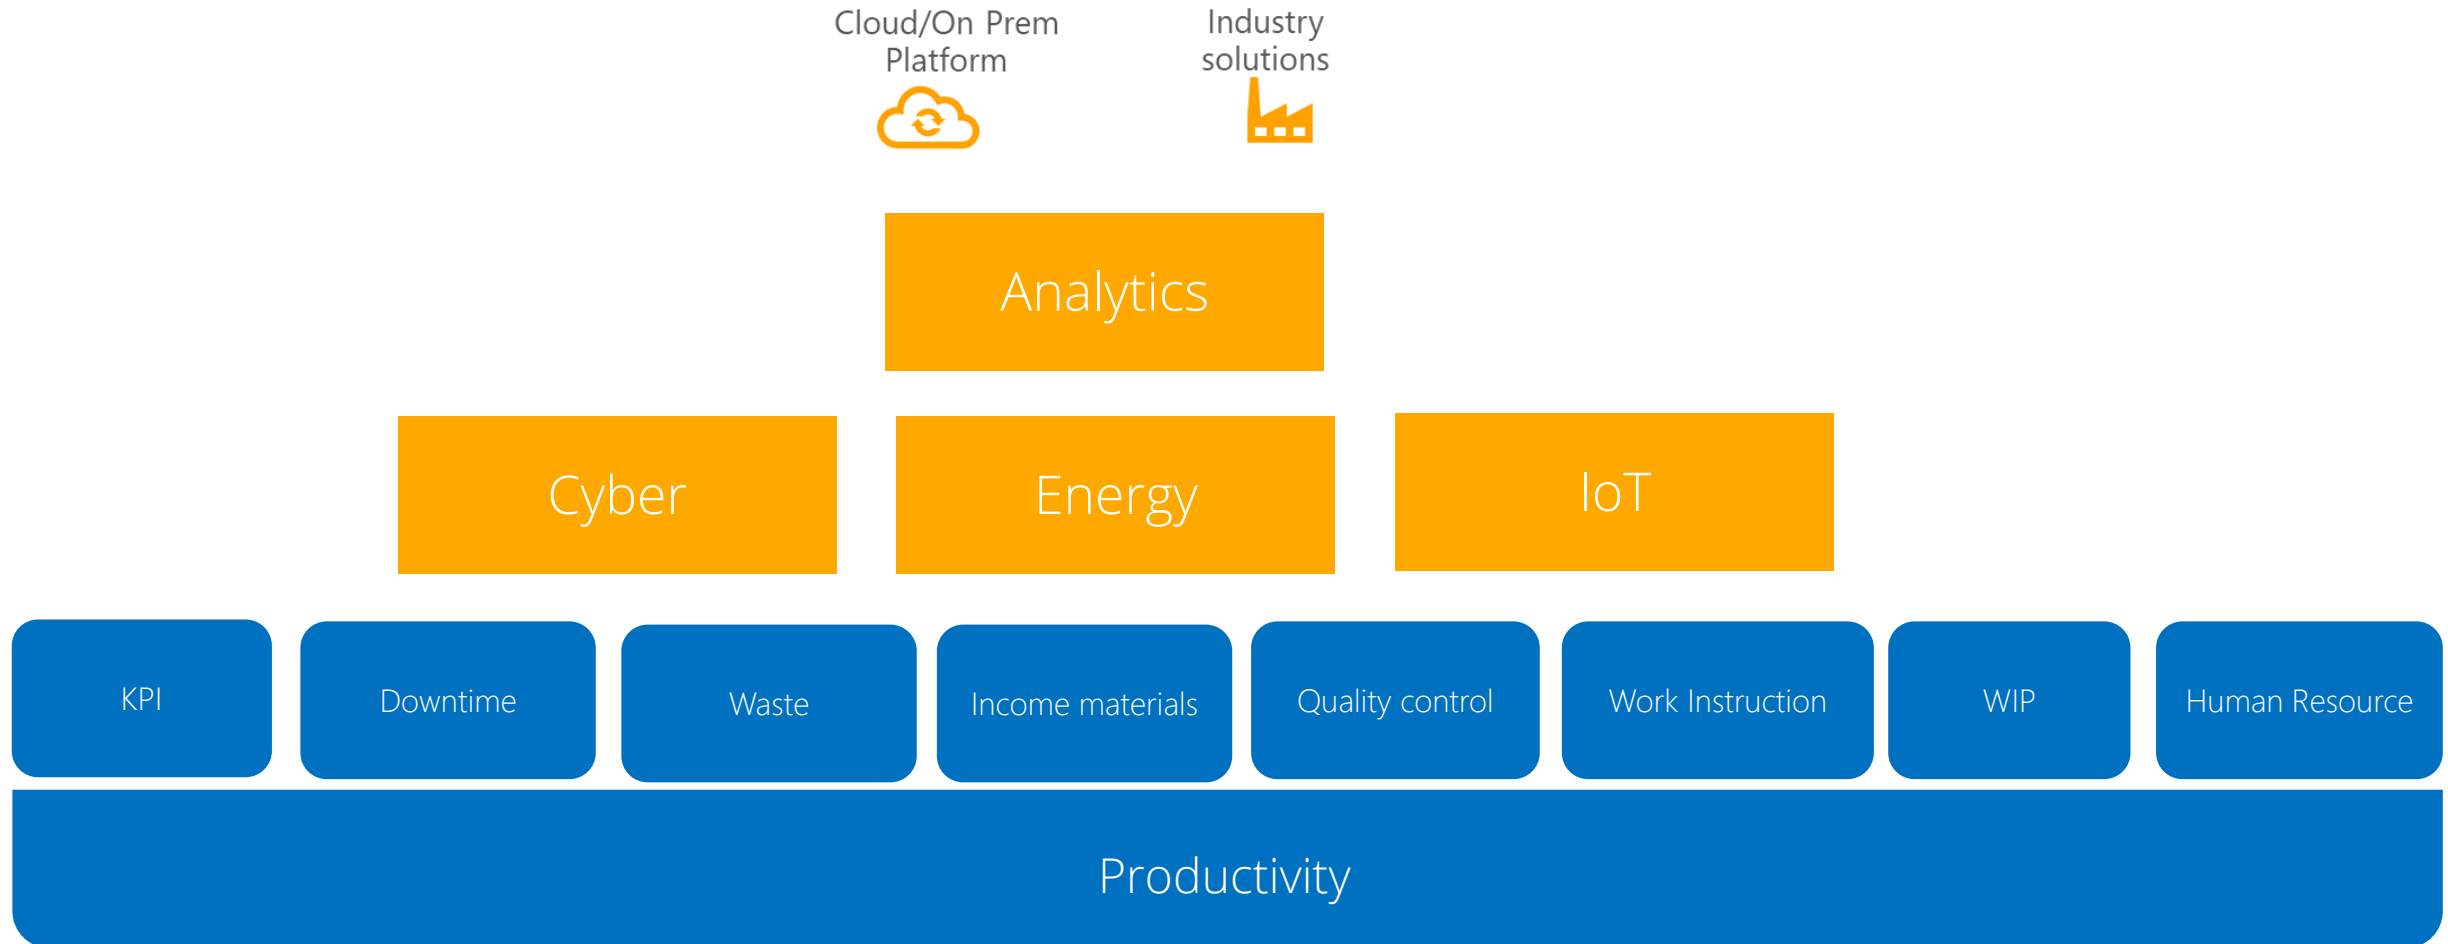 Cloud/On Prem
Platform
Industry
solutions
Analytics
Cyber
Energy
IoT
KPI
Downtime
Waste
Income materials
Quality control
Work Instruction
WIP
Human Resource
Productivity